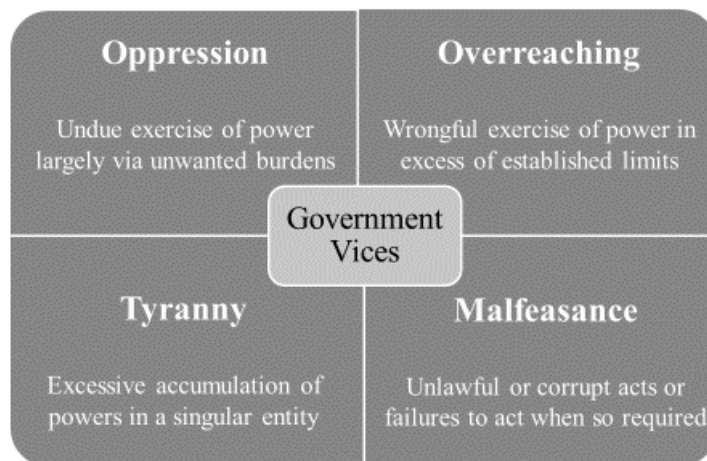 Oppression
Undue exercise of power
largely via unwanted burdens
Overreaching
Wrongful exercise of power in
excess of established limits
Government
Vices
Tyranny
Excessive accumulation of
powers in a singular entity
Malfeasance
Unlawful or corrupt acts or
failures to act when so required